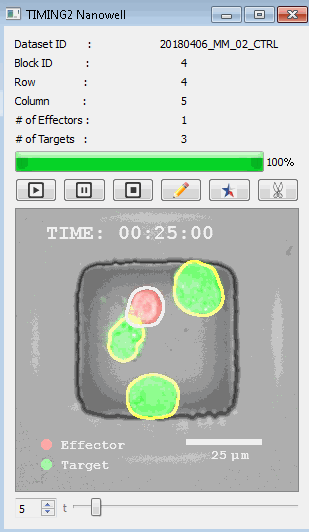 TIMING2 Nanowell
Dataset ID : 20180406_MM_02_CTRL
Block ID : 4
Row : 4
Column : 5
# of Effectors : 1
# of Targets : 3
100%
TIME: 00:25:00
Effector
Target
25 µm
5 t